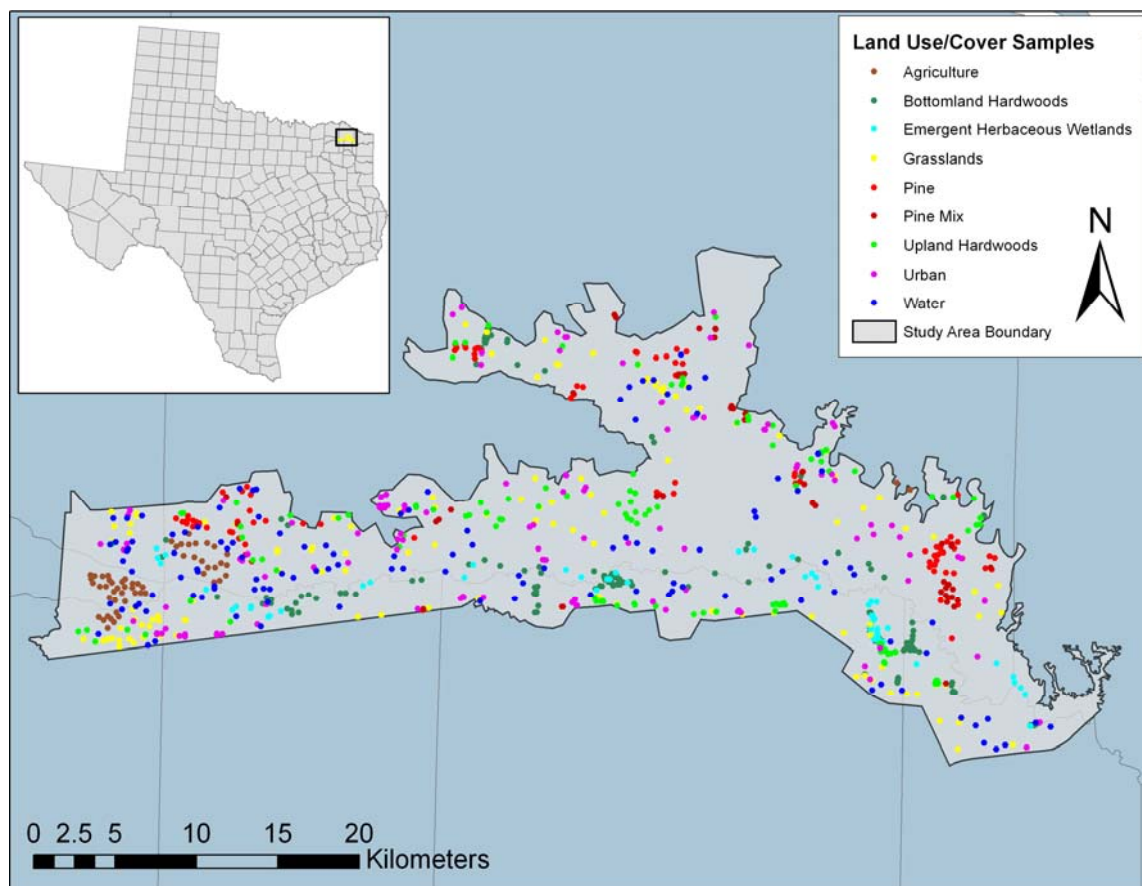 Land Use/Cover Samples
Agriculture
Bottomland Hardwoods
Emergent Herbaceous Wetlands
Grasslands
Pine
Pine Mix
Upland Hardwoods
Urban
Water
Study Area Boundary
N
0 2.5 5 10 15 20
Kilometers